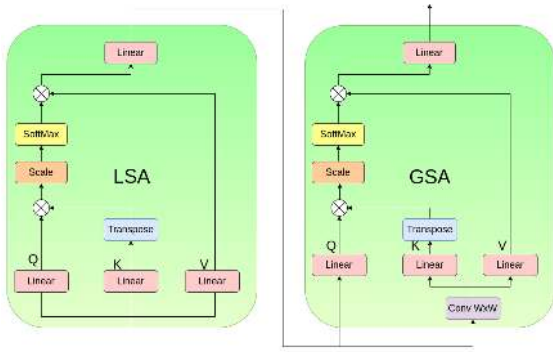 Linear
SoftMax
Scale
LSA
Transpose
Q
K
V
Linear
Linear
Linear
Linear
SoftMax
Scale
GSA
Transpose
Q
K
V
Linear
Linear
Linear
Conv WxW